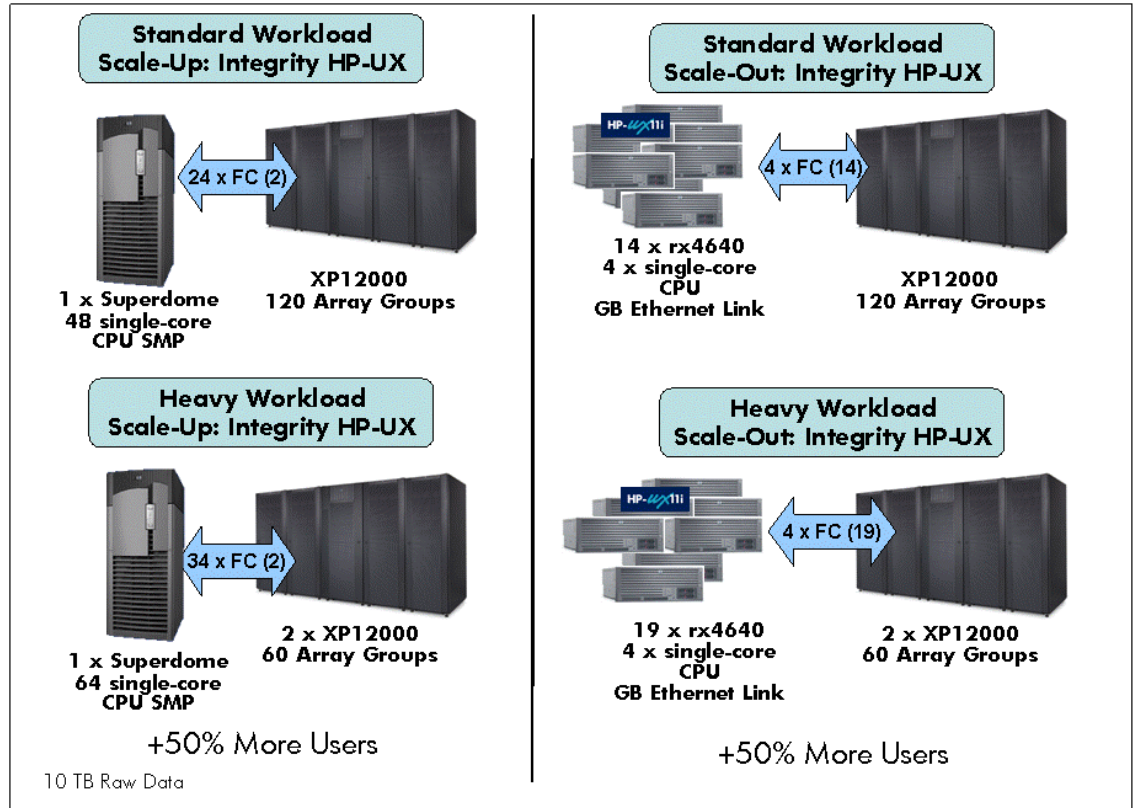 Standard Workload
Scale-Up: Integrity HP-UX
24 x FC (2)
1 x Superdome
48 single-core
CPU SMP
XP12000
120 Array Groups
Standard Workload
Scale-Out: Integrity HP-UX
HP-UX11i
4 x FC (14)
14 x rx4640
4 x single-core
CPU
GB Ethernet Link
XP12000
120 Array Groups
Heavy Workload
Scale-Up: Integrity HP-UX
34 x FC (2)
1 x Superdome
64 single-core
CPU SMP
2 x XP12000
60 Array Groups
+50% More Users
10 TB Raw Data
Heavy Workload
Scale-Out: Integrity HP-UX
HP-UX11i
4 x FC (19)
19 x rx4640
4 x single-core
CPU
GB Ethernet Link
2 x XP12000
60 Array Groups
+50% More Users